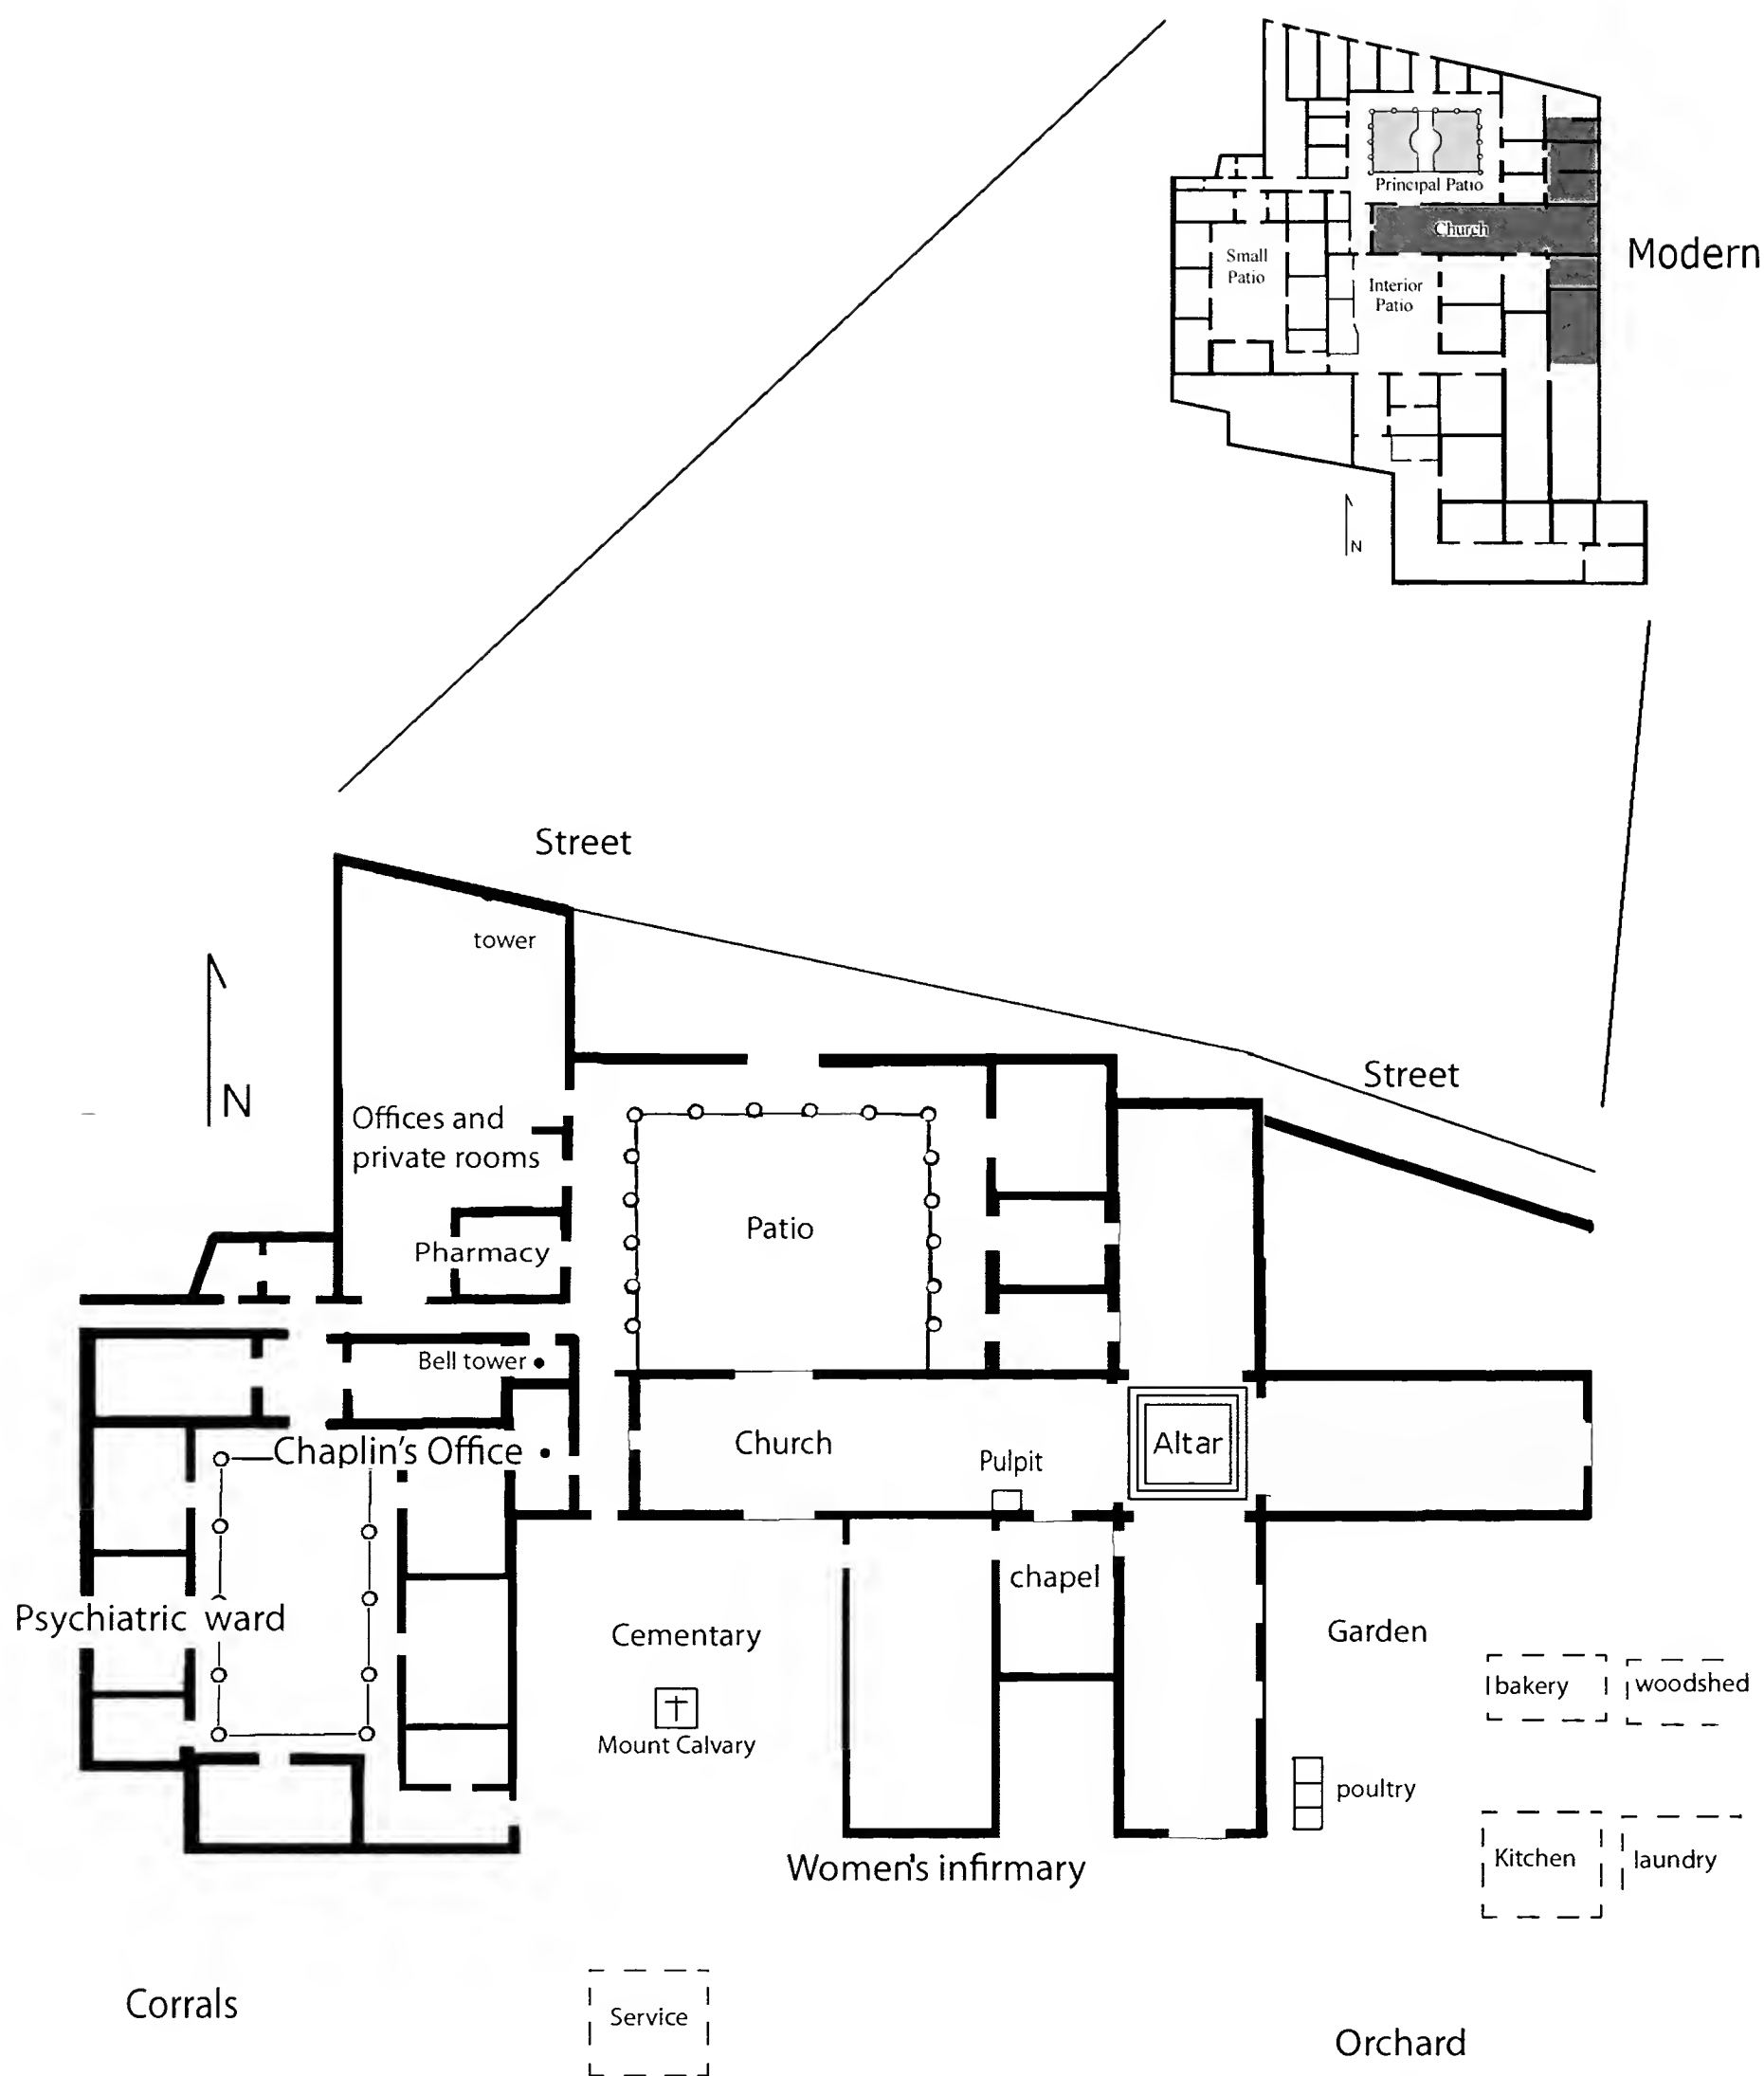 Principal Patio
Church
Modern
Small
Patio
Interior
Patio
N
Street
tower
Street
N
Offices and
private rooms
Patio
Pharmacy
Bell tower
Church
Altar
Chaplin's Office
Pulpit
chapel
Psychiatric ward
Cementary
Garden
bakery
woodshed
Mount Calvary
poultry
Kitchen
laundry
Women's infirmary
Corrals
Service
Orchard